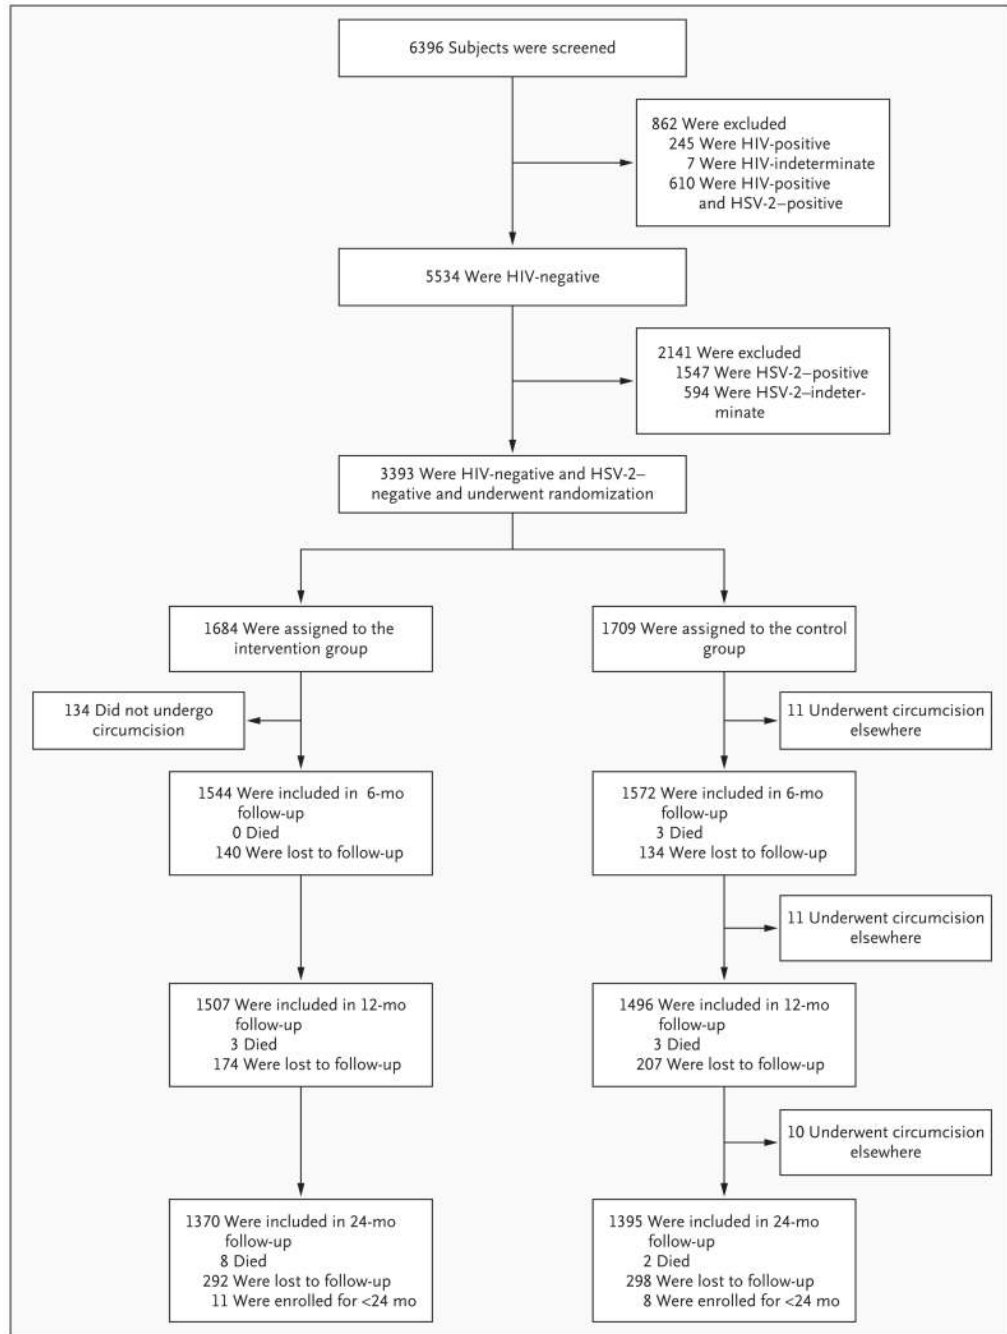 6396 Subjects were screened
862 Were excluded
245 Were HIV-positive
7 Were HIV-indeterminate
610 Were HIV-positive
and HSV-2–positive
5534 Were HIV-negative
2141 Were excluded
1547 Were HSV-2–positive
594 Were HSV-2–indeter-
minate
3393 Were HIV-negative and HSV-2–
negative and underwent randomization
1684 Were assigned to the
intervention group
1709 Were assigned to the control
group
134 Did not undergo
circumcision
11 Underwent circumcision
elsewhere
1544 Were included in 6-mo
follow-up
0 Died
140 Were lost to follow-up
1572 Were included in 6-mo
follow-up
3 Died
134 Were lost to follow-up
11 Underwent circumcision
elsewhere
1507 Were included in 12-mo
follow-up
3 Died
174 Were lost to follow-up
1496 Were included in 12-mo
follow-up
3 Died
207 Were lost to follow-up
10 Underwent circumcision
elsewhere
1370 Were included in 24-mo
follow-up
8 Died
292 Were lost to follow-up
11 Were enrolled for <24 mo
1395 Were included in 24-mo
follow-up
2 Died
298 Were lost to follow-up
8 Were enrolled for <24 mo